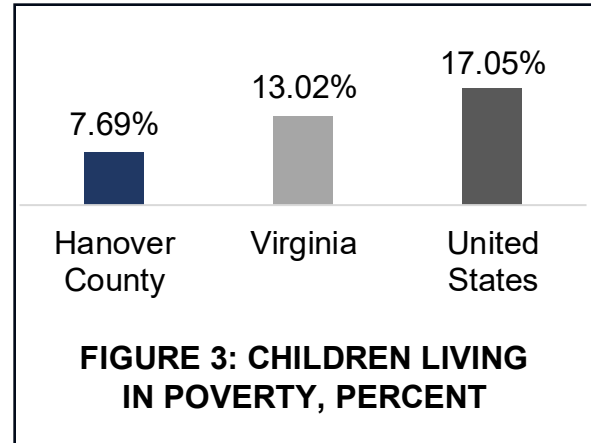 17.05%
13.02%
7.69%
Hanover
County
Virginia
United
States
FIGURE 3: CHILDREN LIVING
IN POVERTY, PERCENT